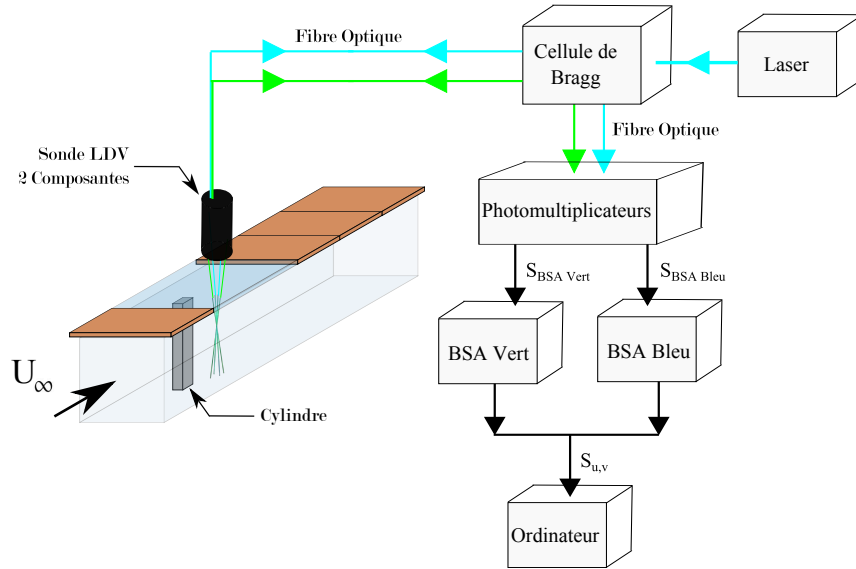 Fibre Optique
Cellule de
Bragg
Laser
Fibre Optique
Sonde LDV
2 Composantes
Photomultiplicateurs
S_BSA Vert
S_BSA Bleu
BSA Vert
BSA Bleu
U_∞
Cylindre
S_u,v
Ordinateur